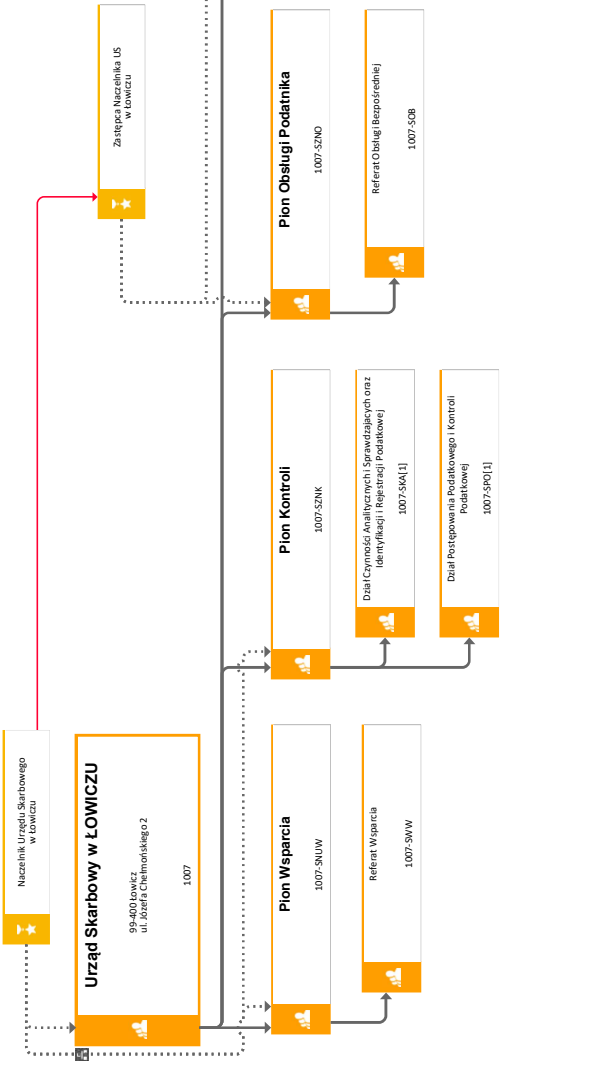 Naczelnik Urzędu Skarbowego
w Łowiczu
Zastępca Naczelnika US
w Łowiczu
Urząd Skarbowy w ŁOWICZU
99-400 Łowicz
ul. Józefa Chełmońskiego 2
1007
Pion Wsparcia
1007-SNUW
Referat Wsparcia
1007-SWW
Pion Kontroli
1007-SZNK
Dział Czynności Analitycznych i Sprawdzających oraz
Identyfikacji i Rejestracji Podatkowej
1007-SKA[1]
Dział Postępowania Podatkowego i Kontroli
Podatkowej
1007-SPO[1]
Pion Obsługi Podatnika
1007-SZNO
Referat Obsługi Bezpośredniej
1007-SOB